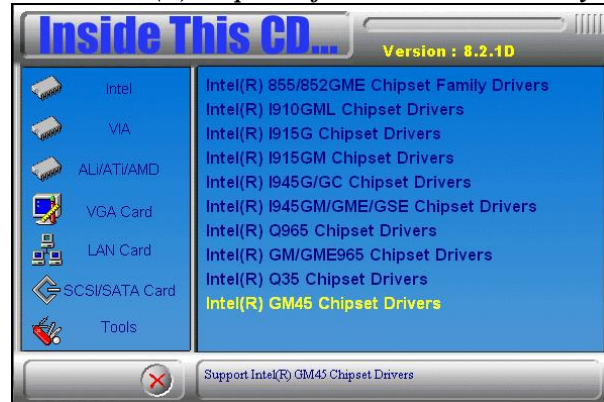 Inside This CD...
Version : 8.2.1D
Intel
VIA
ALi/ATi/AMD
VGA Card
LAN Card
SCSI/SATA Card
Tools
Intel(R) 855/852GME Chipset Family Drivers
Intel(R) I910GML Chipset Drivers
Intel(R) I915G Chipset Drivers
Intel(R) I915GM Chipset Drivers
Intel(R) I945G/GC Chipset Drivers
Intel(R) I945GM/GME/GSE Chipset Drivers
Intel(R) Q965 Chipset Drivers
Intel(R) GM/GME965 Chipset Drivers
Intel(R) Q35 Chipset Drivers
Intel(R) GM45 Chipset Drivers
Support Intel(R) GM45 Chipset Drivers